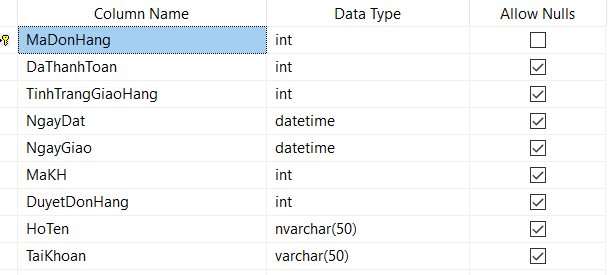 Column Name Data Type Allow Nulls
MaDonHang int
DaThanhToan int
TinhTrangGiaoHang int
NgayDat datetime
NgayGiao datetime
MaKH int
DuyetDonHang int
HoTen nvarchar(50)
TaiKhoan varchar(50)